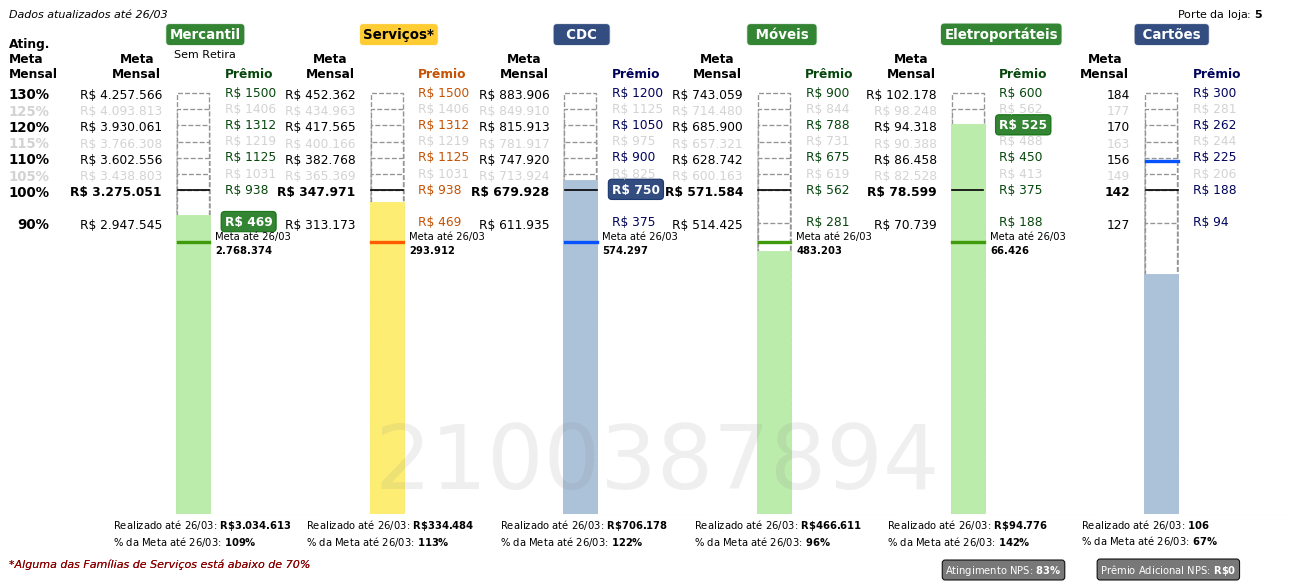 Dados atualizados até 26/03
Porte da loja: 5
Mercantil Serviços* CDC Móveis Eletroportáteis Cartões
Sem Retira
Ating. Meta Mensal
Meta Mensal Prêmio Meta Mensal Prêmio Meta Mensal Prêmio Meta Mensal Prêmio Meta Mensal Prêmio Meta Mensal Prêmio
130% R$ 4.257.566 R$ 1500 R$ 452.362 R$ 1500 R$ 883.906 R$ 1200 R$ 743.059 R$ 900 R$ 102.178 R$ 600 184 R$ 300
125% R$ 4.093.813 R$ 1406 R$ 434.963 R$ 1406 R$ 849.910 R$ 1125 R$ 714.480 R$ 844 R$ 98.248 R$ 562 177 R$ 281
120% R$ 3.930.061 R$ 1312 R$ 417.565 R$ 1312 R$ 815.913 R$ 1050 R$ 685.900 R$ 788 R$ 94.318 R$ 525 170 R$ 262
115% R$ 3.766.308 R$ 1219 R$ 400.166 R$ 1219 R$ 781.917 R$ 975 R$ 657.321 R$ 731 R$ 90.388 R$ 488 163 R$ 244
110% R$ 3.602.556 R$ 1125 R$ 382.768 R$ 1125 R$ 747.920 R$ 900 R$ 628.742 R$ 675 R$ 86.458 R$ 450 156 R$ 225
105% R$ 3.438.803 R$ 1031 R$ 365.369 R$ 1031 R$ 713.924 R$ 825 R$ 600.163 R$ 619 R$ 82.528 R$ 413 149 R$ 206
100% R$ 3.275.051 R$ 938 R$ 347.971 R$ 938 R$ 679.928 R$ 750 R$ 571.584 R$ 562 R$ 78.599 R$ 375 142 R$ 188
90% R$ 2.947.545 R$ 469 R$ 313.173 R$ 469 R$ 611.935 R$ 375 R$ 514.425 R$ 281 R$ 70.739 R$ 188 127 R$ 94
Meta até 26/03 Meta até 26/03 Meta até 26/03 Meta até 26/03 Meta até 26/03
2.768.374 293.912 574.297 483.203 66.426
2100387894
Realizado até 26/03: R$3.034.613 Realizado até 26/03: R$334.484 Realizado até 26/03: R$706.178 Realizado até 26/03: R$466.611 Realizado até 26/03: R$94.776 Realizado até 26/03: 106
% da Meta até 26/03: 109% % da Meta até 26/03: 113% % da Meta até 26/03: 122% % da Meta até 26/03: 96% % da Meta até 26/03: 142% % da Meta até 26/03: 67%
*Alguma das Famílias de Serviços está abaixo de 70%
Atingimento NPS: 83% Prêmio Adicional NPS: R$0